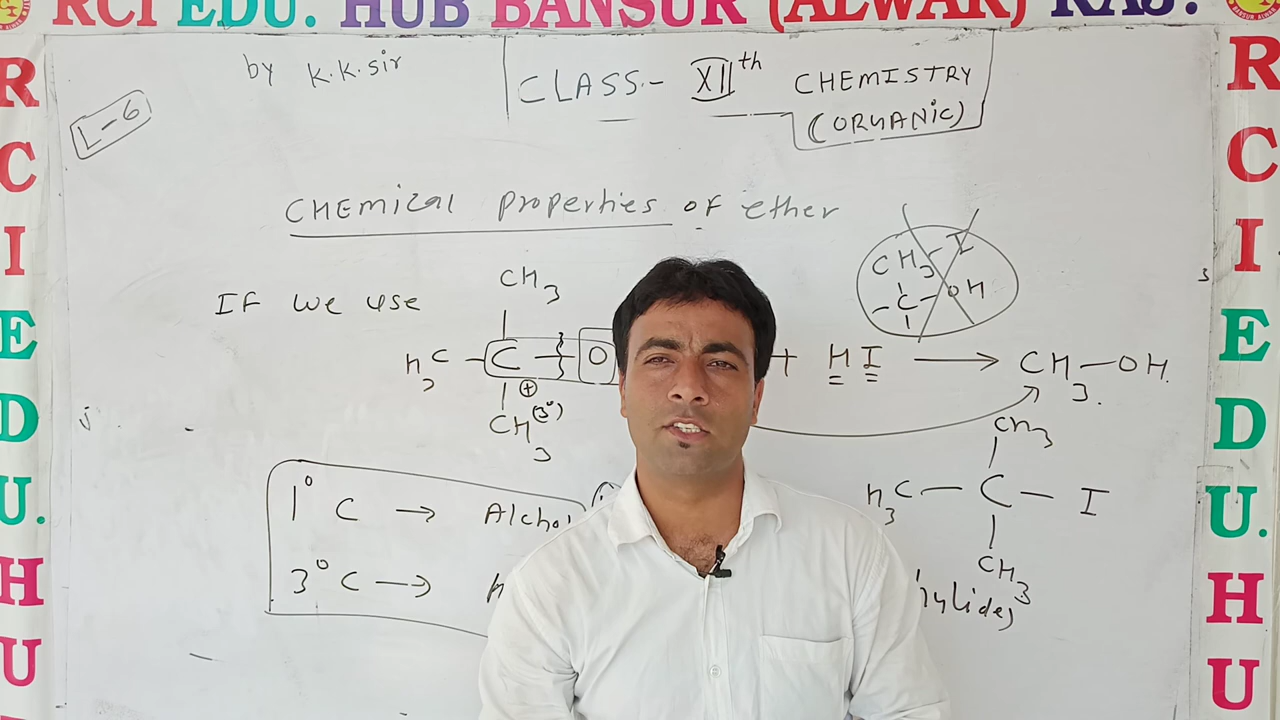 RCI EDU. HUB BANSUR (ALWAR) RAJ.
R
C
I
E
D
U.
H
U
by K.K.sir
CLASS- XIIth CHEMISTRY
(ORGANIC)
L-6
CHEMical Properties of ether
If we use
CH3
H3C - C - O
⊕
(3°)
CH3
+ HI → CH3-OH.
CH3-I
-C-OH
CH3
H3C - C - I
CH3
1° C →
3° C →
R
C
I
E
D
U.
H
U